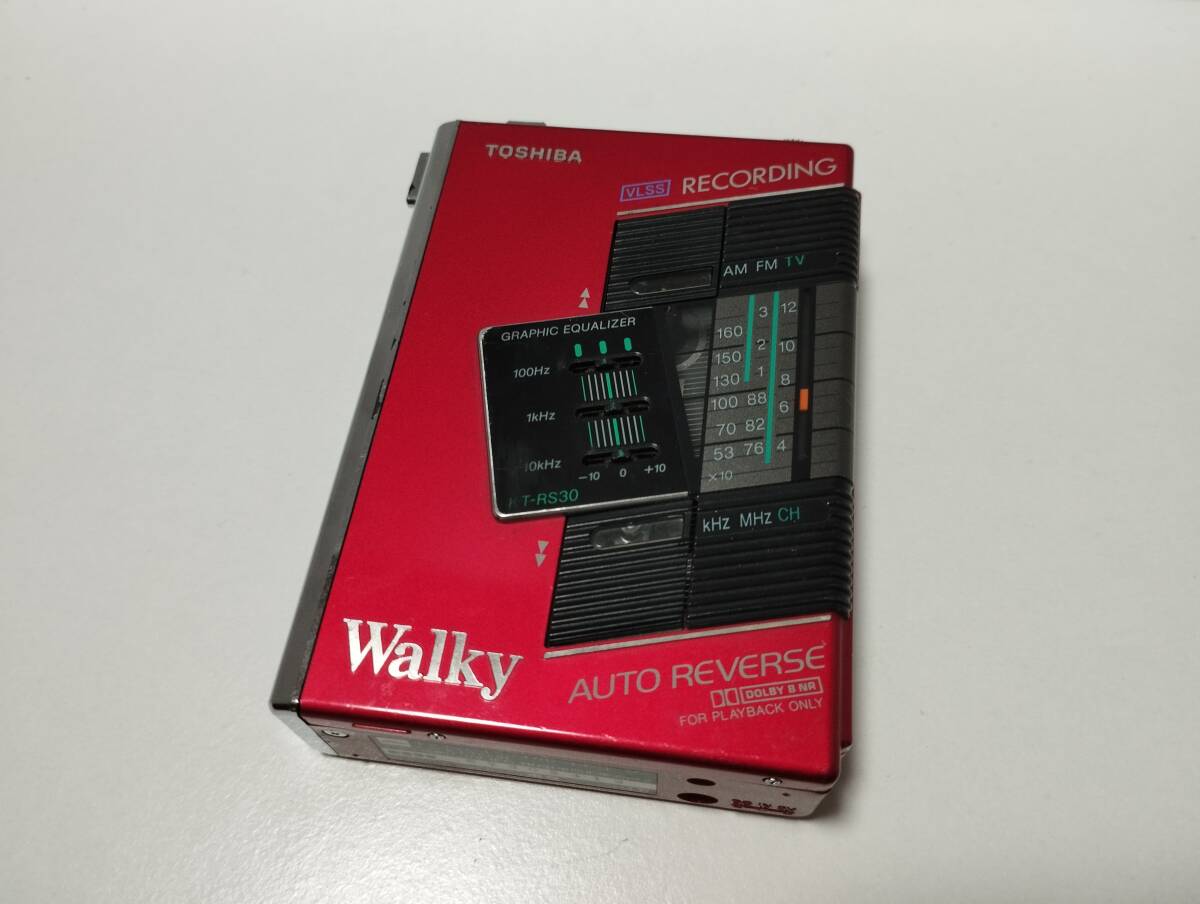 TOSHIBA
VLSS RECORDING
AM FM TV
GRAPHIC EQUALIZER
100Hz
1kHz
10kHz
-10 0 +10
KT-RS30
3 12
160
2 10
150
1 8
130
100 88 6
70 82
53 76 4
×10
kHz MHz CH
Walky
AUTO REVERSE
DOLBY B NR
FOR PLAYBACK ONLY